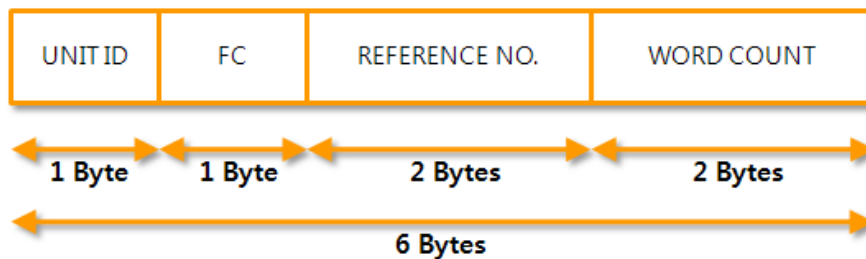 UNIT ID FC REFERENCE NO. WORD COUNT
1 Byte 1 Byte 2 Bytes 2 Bytes
6 Bytes